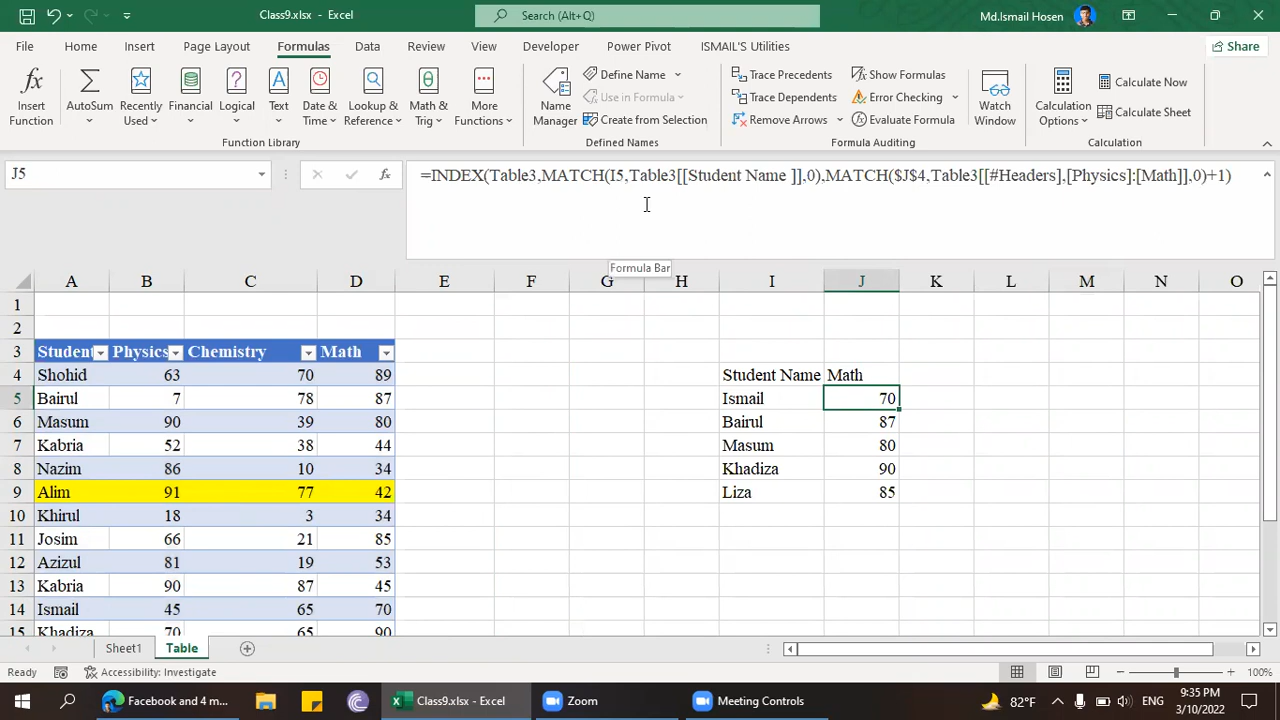 Class9.xlsx - Excel
Search (Alt+Q)
Md.Ismail Hosen
File Home Insert Page Layout Formulas Data Review View Developer Power Pivot ISMAIL'S Utilities Share
Insert Function
AutoSum
Recently Used
Financial
Logical
Text
Date & Time
Lookup & Reference
Math & Trig
More Functions
Function Library
Name Manager
Define Name
Use in Formula
Create from Selection
Defined Names
Trace Precedents
Trace Dependents
Remove Arrows
Show Formulas
Error Checking
Evaluate Formula
Formula Auditing
Watch Window
Calculation Options
Calculate Now
Calculate Sheet
Calculation
J5 fx =INDEX(Table3,MATCH(I5,Table3[[Student Name ]],0),MATCH($J$4,Table3[[#Headers],[Physics]:[Math]],0)+1)
Formula Bar
A B C D E F G H I J K L M N O
1
2
3 Student Physics Chemistry Math
4 Shohid 63 70 89 Student Name Math
5 Bairul 7 78 87 Ismail 70
6 Masum 90 39 80 Bairul 87
7 Kabria 52 38 44 Masum 80
8 Nazim 86 10 34 Khadiza 90
9 Alim 91 77 42 Liza 85
10 Khirul 18 3 34
11 Josim 66 21 85
12 Azizul 81 19 53
13 Kabria 90 87 45
14 Ismail 45 65 70
15 Khadiza 70 65 90
Sheet1 Table
Ready Accessibility: Investigate 100%
Facebook and 4 m... Class9.xlsx - Excel Zoom Meeting Controls 82°F ENG 9:35 PM
3/10/2022